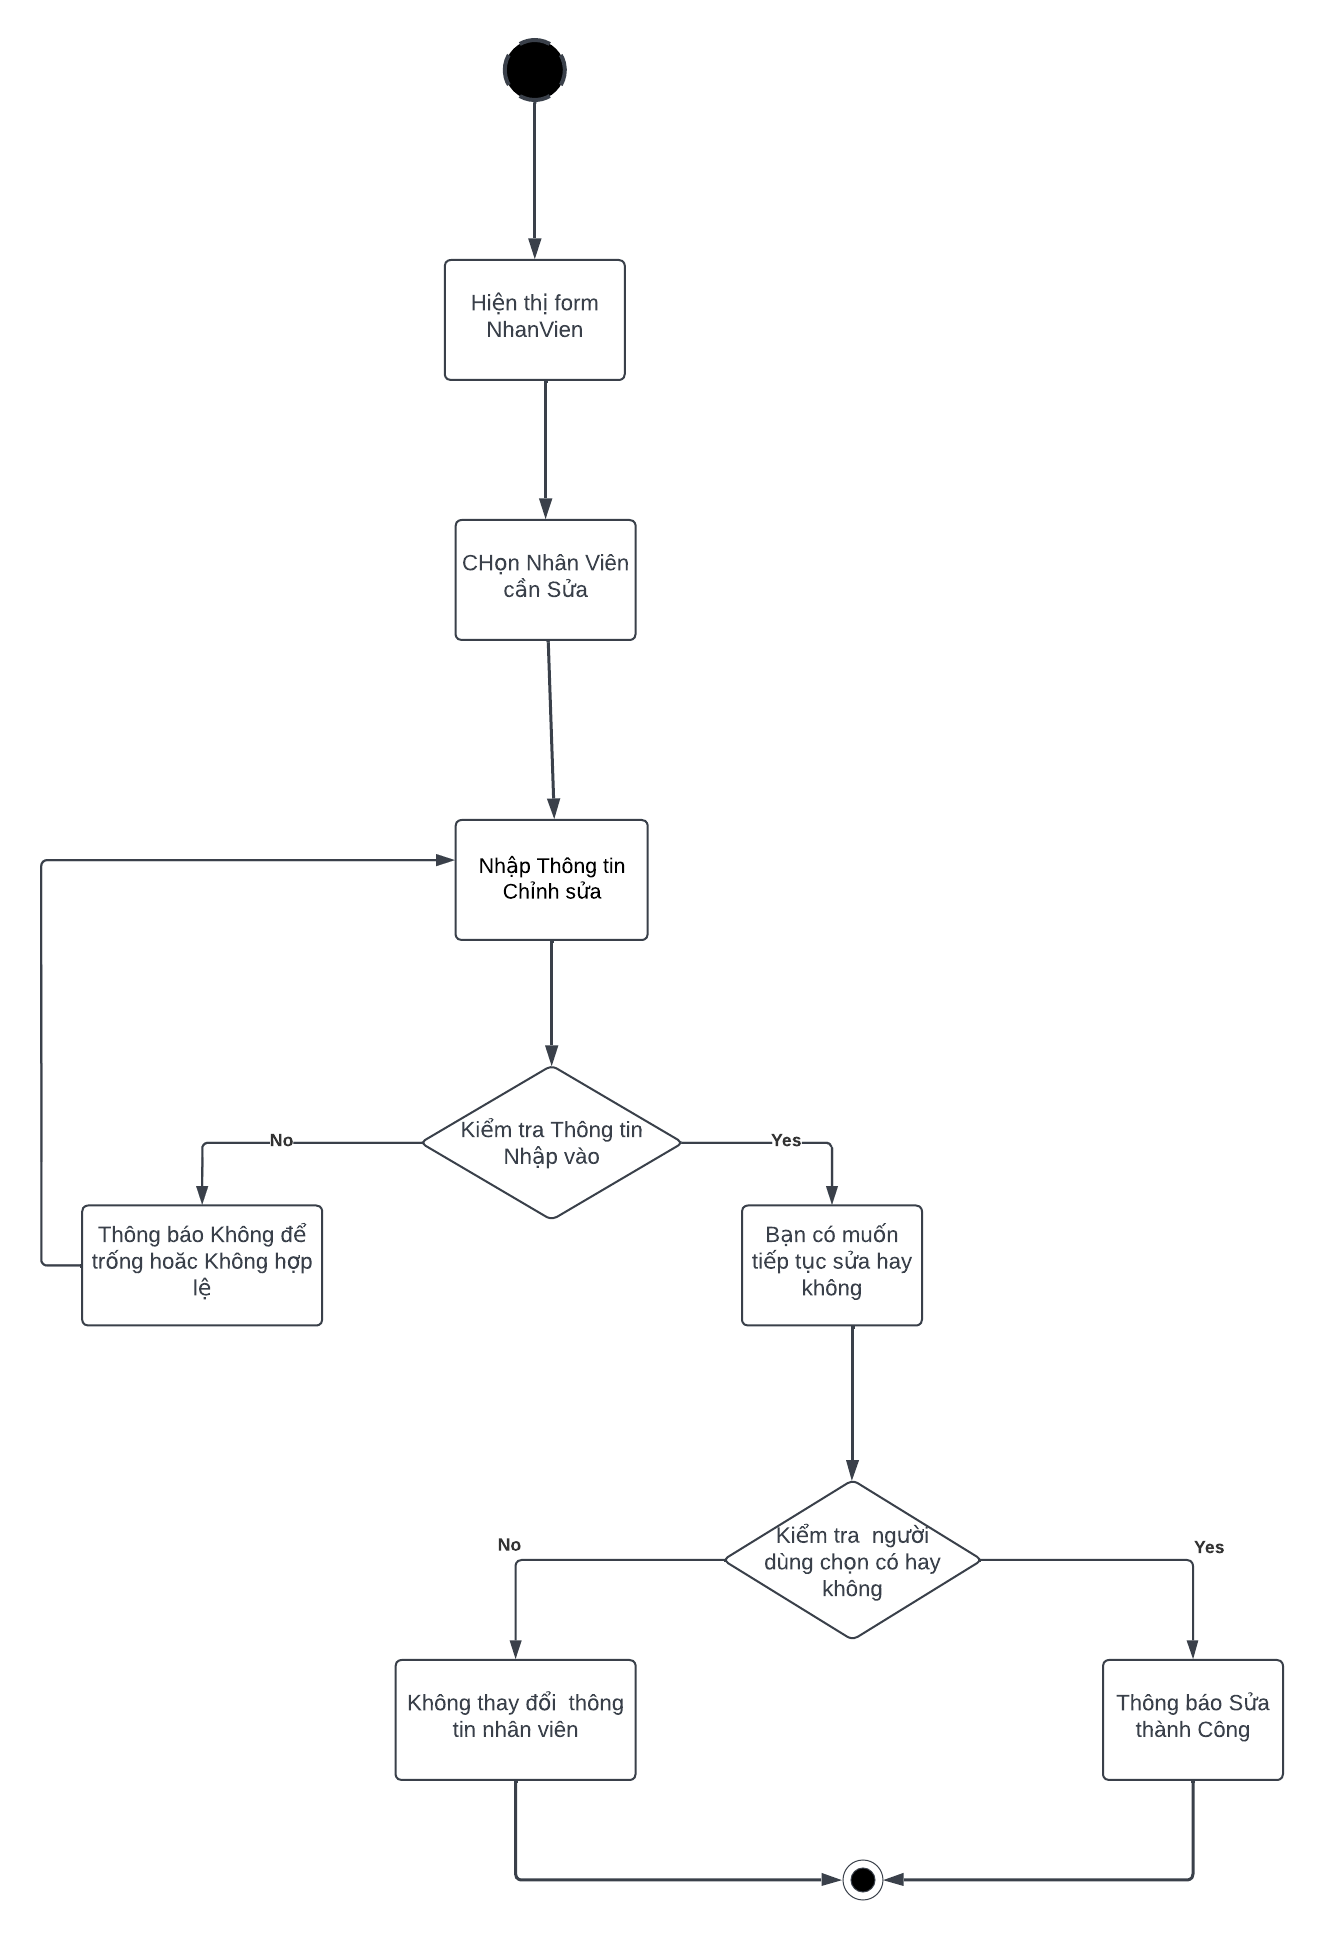 Hiện thị form
NhanVien
CHọn Nhân Viên
cần Sửa
Nhập Thông tin
Chỉnh sửa
Kiểm tra Thông tin
Nhập vào
No
Yes
Thông báo Không để
trống hoăc Không hợp
lệ
Bạn có muốn
tiếp tục sửa hay
không
Kiểm tra  người
dùng chọn có hay
không
No
Yes
Không thay đổi  thông
tin nhân viên
Thông báo Sửa
thành Công